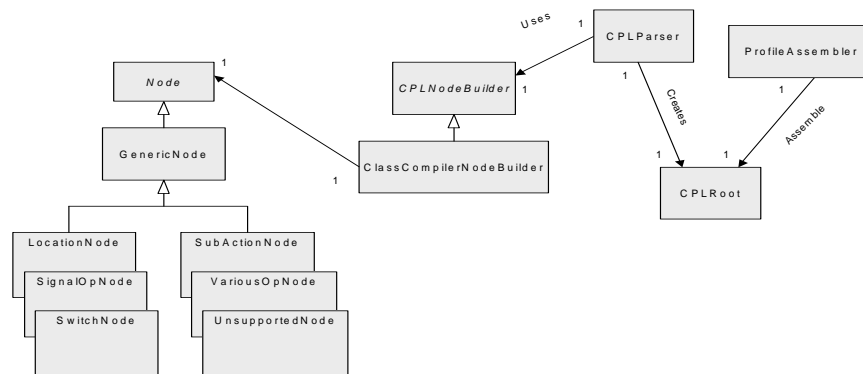 Uses
1
CPLParser
ProfileAssembler
1
Node
CPLNodeBuilder
1
1
1
Creates
Assemble
GenericNode
ClassCompilerNodeBuilder
1
1
1
CPLRoot
LocationNode
SubActionNode
SignalOpNode
VariousOpNode
SwitchNode
UnsupportedNode